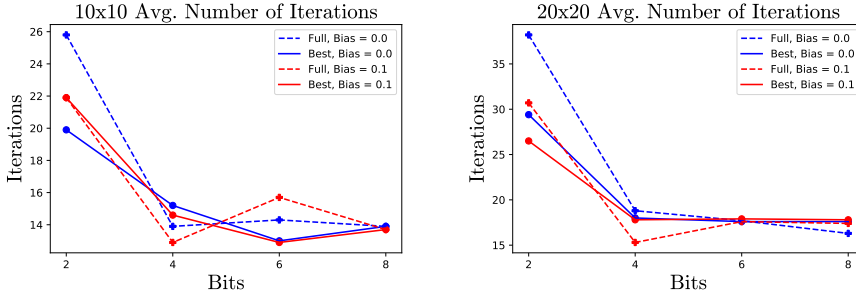 10x10 Avg. Number of Iterations
26
24
22
20
18
16
14
Iterations
2
4
6
8
Bits
Full, Bias = 0.0
Best, Bias = 0.0
Full, Bias = 0.1
Best, Bias = 0.1
20x20 Avg. Number of Iterations
35
30
25
20
15
Iterations
2
4
6
8
Bits
Full, Bias = 0.0
Best, Bias = 0.0
Full, Bias = 0.1
Best, Bias = 0.1